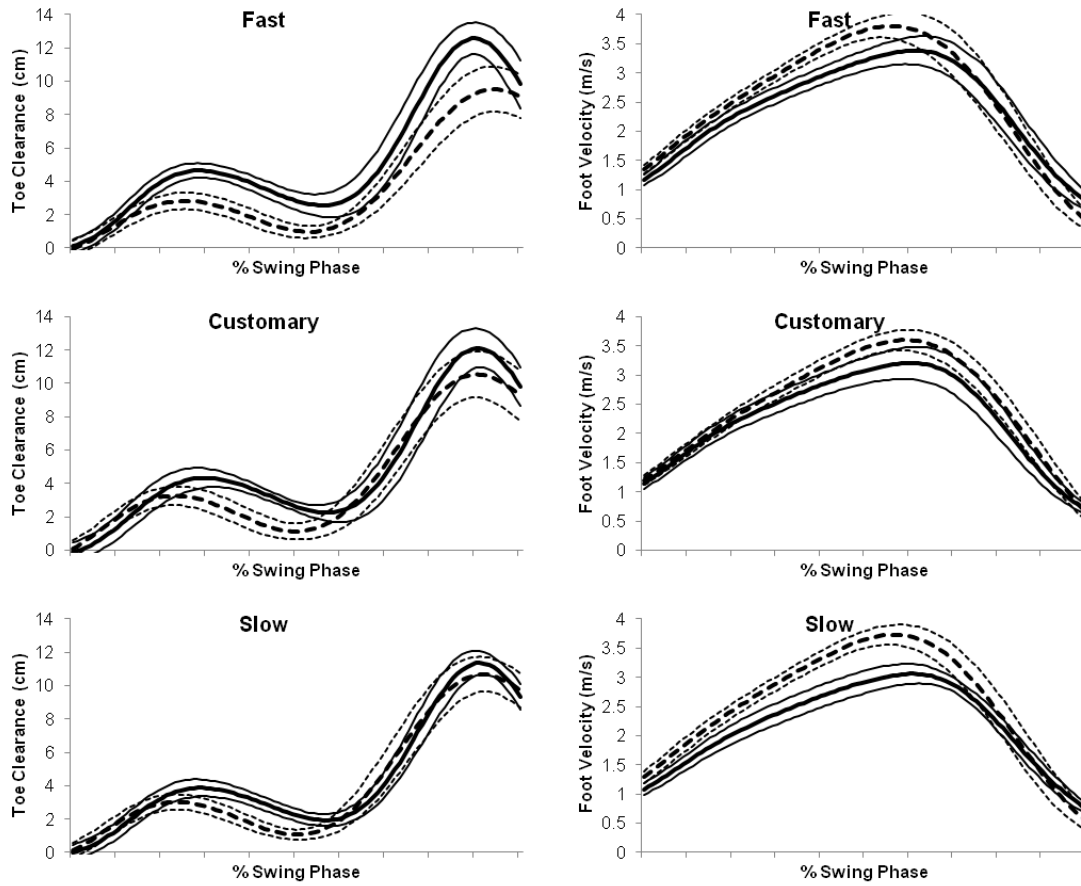 Fast
Toe Clearance (cm)
14
12
10
8
6
4
2
0
% Swing Phase
Fast
Foot Velocity (m/s)
4
3.5
3
2.5
2
1.5
1
0.5
0
% Swing Phase
Customary
Toe Clearance (cm)
14
12
10
8
6
4
2
0
% Swing Phase
Customary
Foot Velocity (m/s)
4
3.5
3
2.5
2
1.5
1
0.5
0
% Swing Phase
Slow
Toe Clearance (cm)
14
12
10
8
6
4
2
0
% Swing Phase
Slow
Foot Velocity (m/s)
4
3.5
3
2.5
2
1.5
1
0.5
0
% Swing Phase